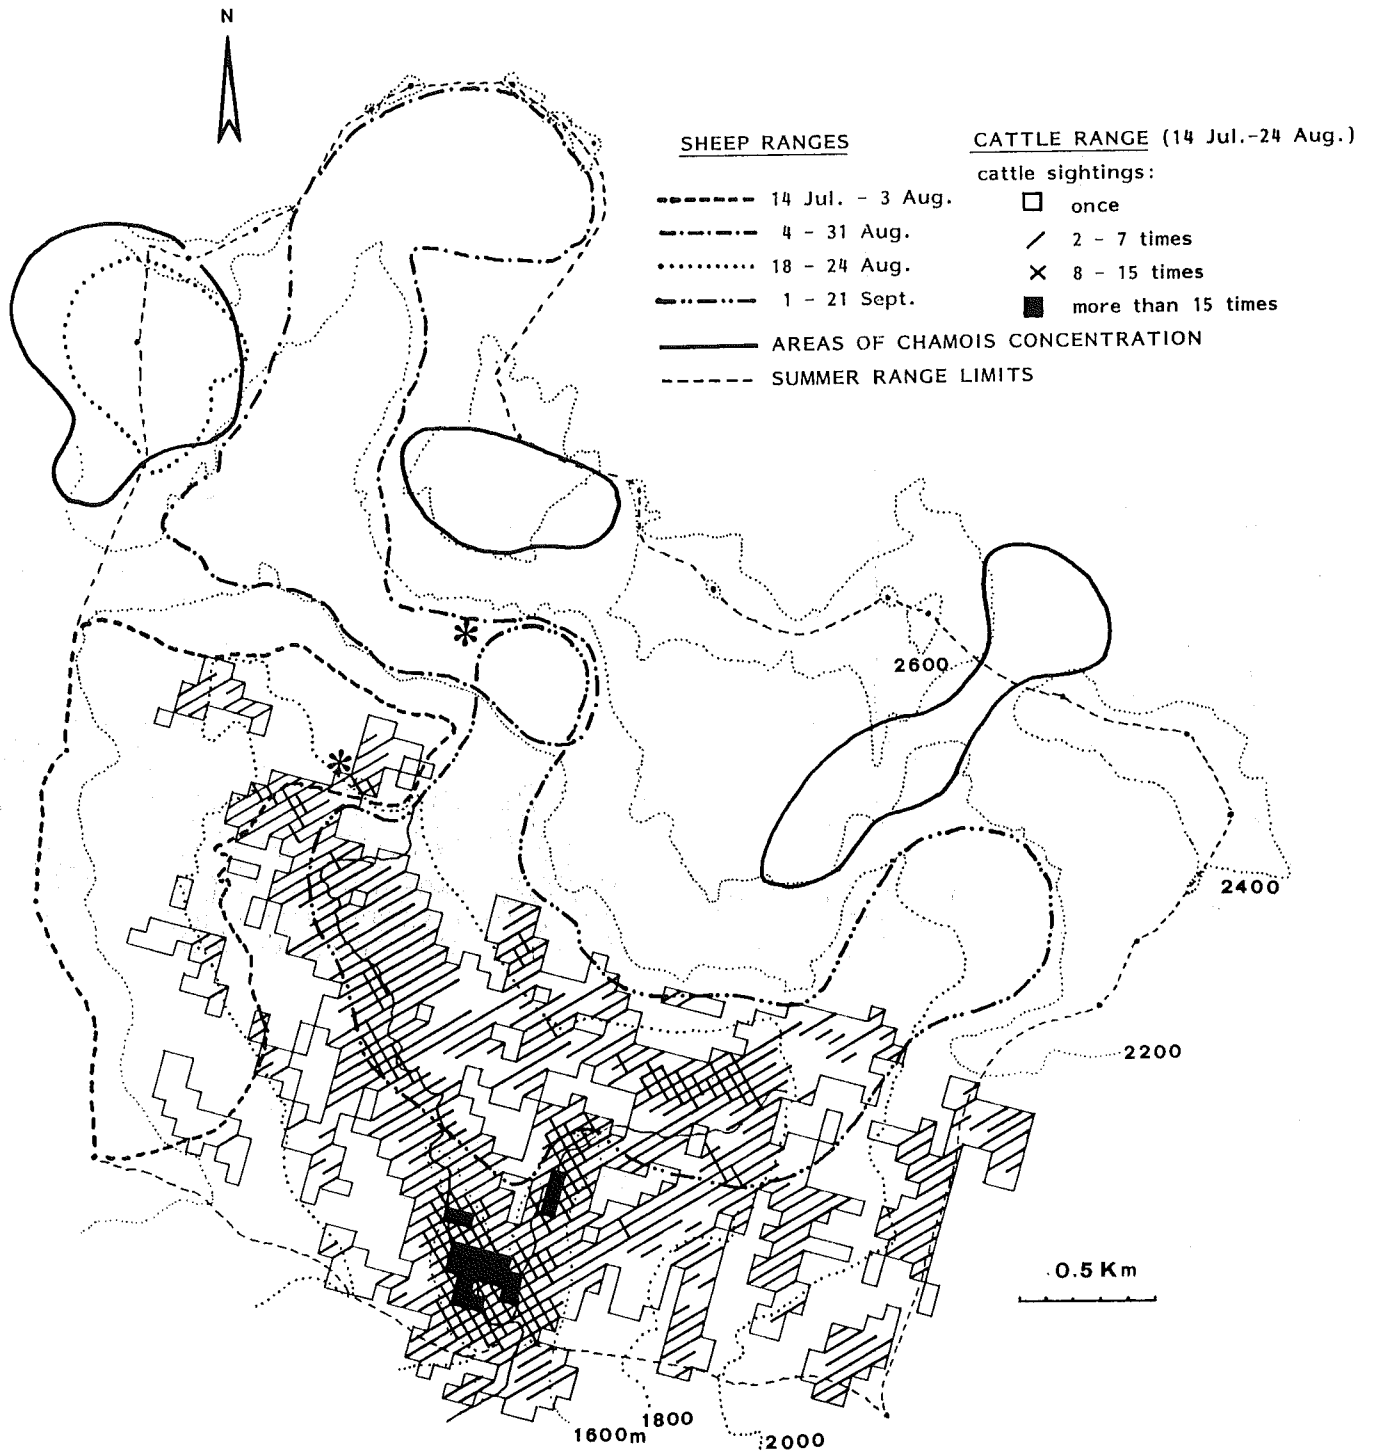 N
SHEEP RANGES
14 Jul. - 3 Aug.
4 - 31 Aug.
18 - 24 Aug.
1 - 21 Sept.
AREAS OF CHAMOIS CONCENTRATION
SUMMER RANGE LIMITS
CATTLE RANGE (14 Jul.-24 Aug.)
cattle sightings:
once
2 - 7 times
8 - 15 times
more than 15 times
2600
2400
2200
0.5 Km
1800
1600m
2000